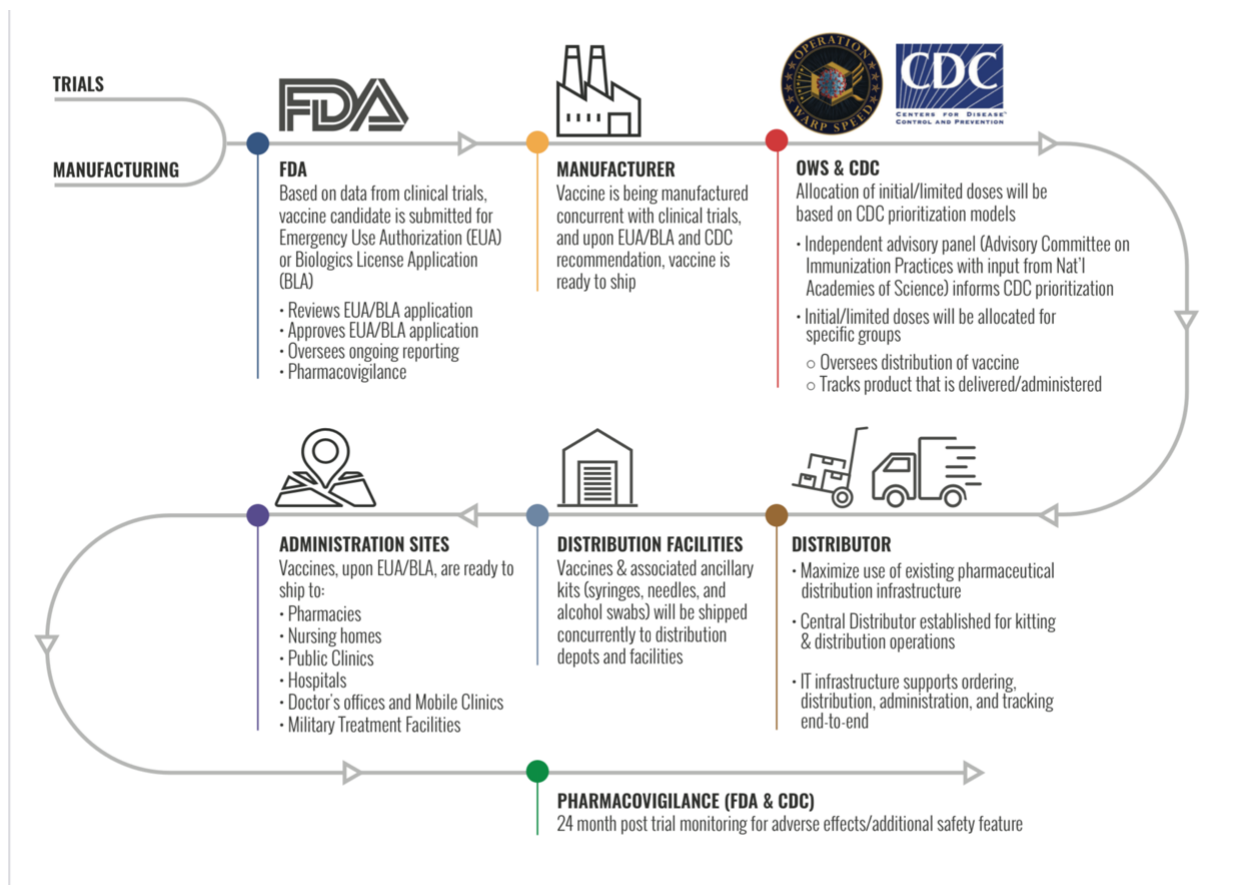 TRIALS
MANUFACTURING
FDA
FDA
Based on data from clinical trials,
vaccine candidate is submitted for
Emergency Use Authorization (EUA)
or Biologics License Application
(BLA)
• Reviews EUA/BLA application
• Approves EUA/BLA application
• Oversees ongoing reporting
• Pharmacovigilance
MANUFACTURER
Vaccine is being manufactured
concurrent with clinical trials,
and upon EUA/BLA and CDC
recommendation, vaccine is
ready to ship
OPERATION
WARP SPEED
CDC
CENTERS FOR DISEASE
CONTROL AND PREVENTION
OWS & CDC
Allocation of initial/limited doses will be
based on CDC prioritization models
• Independent advisory panel (Advisory Committee on
Immunization Practices with input from Nat'l
Academies of Science) informs CDC prioritization
• Initial/limited doses will be allocated for
specific groups
○ Oversees distribution of vaccine
○ Tracks product that is delivered/administered
ADMINISTRATION SITES
Vaccines, upon EUA/BLA, are ready to
ship to:
• Pharmacies
• Nursing homes
• Public Clinics
• Hospitals
• Doctor's offices and Mobile Clinics
• Military Treatment Facilities
DISTRIBUTION FACILITIES
Vaccines & associated ancillary
kits (syringes, needles, and
alcohol swabs) will be shipped
concurrently to distribution
depots and facilities
DISTRIBUTOR
• Maximize use of existing pharmaceutical
distribution infrastructure
• Central Distributor established for kitting
& distribution operations
• IT infrastructure supports ordering,
distribution, administration, and tracking
end-to-end
PHARMACOVIGILANCE (FDA & CDC)
24 month post trial monitoring for adverse effects/additional safety feature